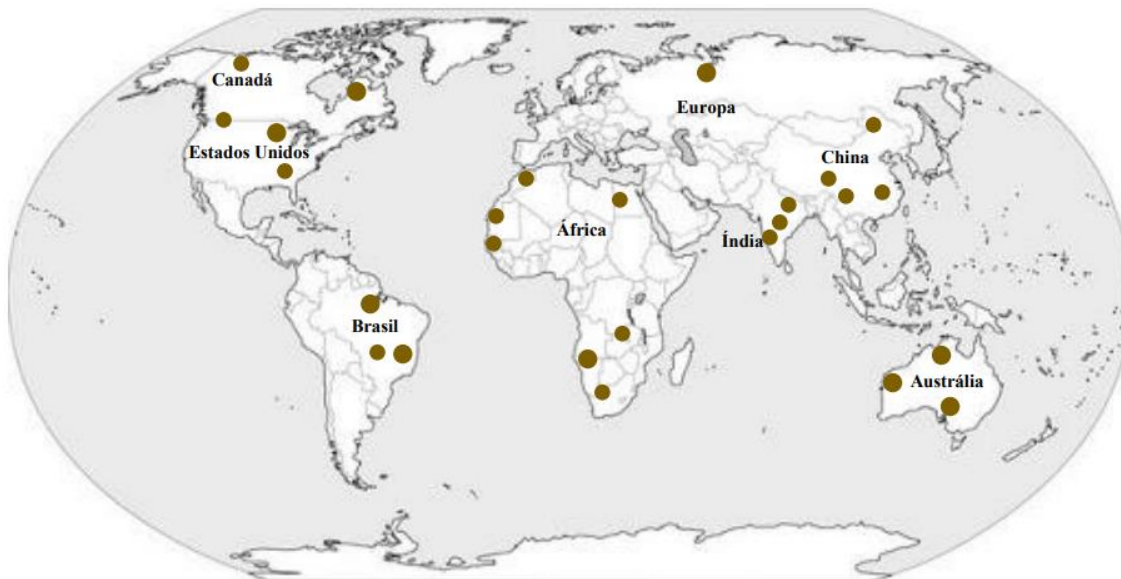 Canadá
Europa
Estados Unidos
China
África
Índia
Brasil
Austrália